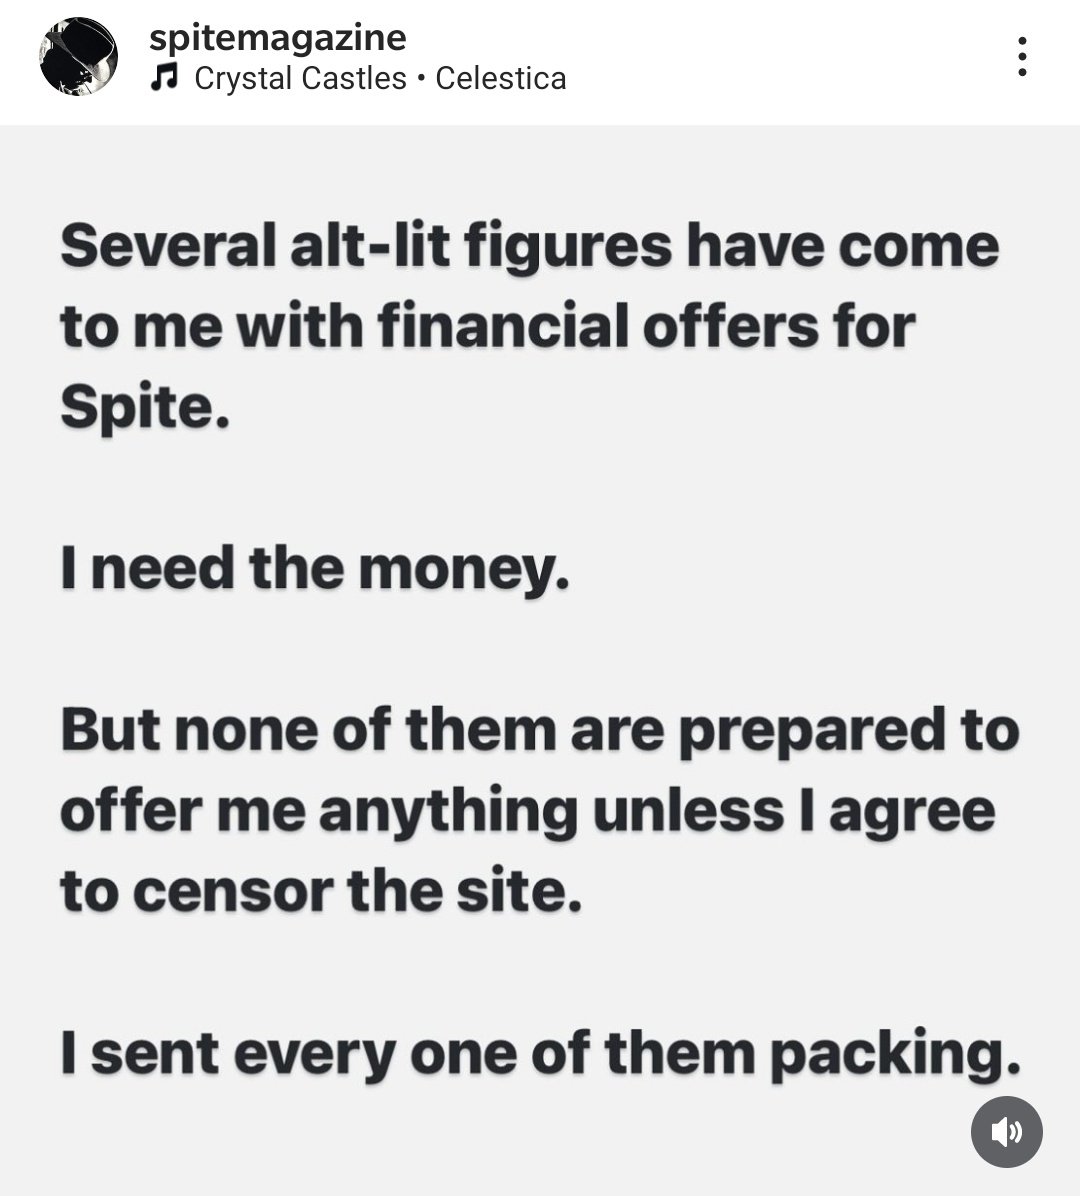 spitemagazine
Crystal Castles • Celestica
Several alt-lit figures have come
to me with financial offers for
Spite.
I need the money.
But none of them are prepared to
offer me anything unless I agree
to censor the site.
I sent every one of them packing.